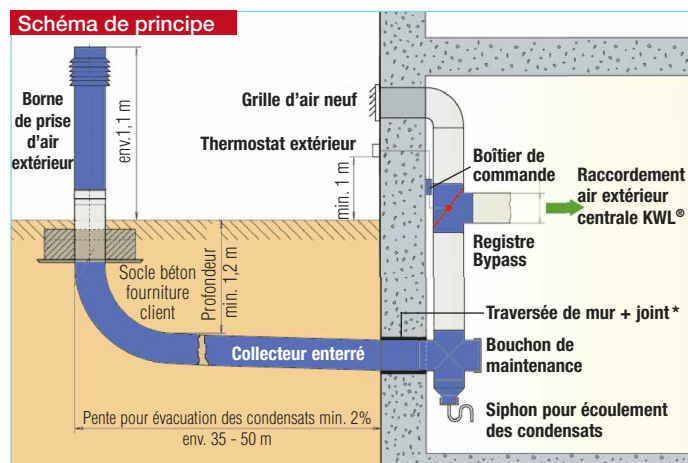 Schéma de principe
Borne
de prise
d'air
extérieur
env.1,1 m
Grille d'air neuf
Thermostat extérieur
min. 1 m
Boîtier de
commande
Raccordement
air extérieur
centrale KWL®
Registre
Bypass
Socle béton
fourniture
client
Profondeur
min. 1,2 m
Traversée de mur + joint *
Collecteur enterré
Bouchon de
maintenance
Pente pour évacuation des condensats min. 2%
env. 35 - 50 m
Siphon pour écoulement
des condensats